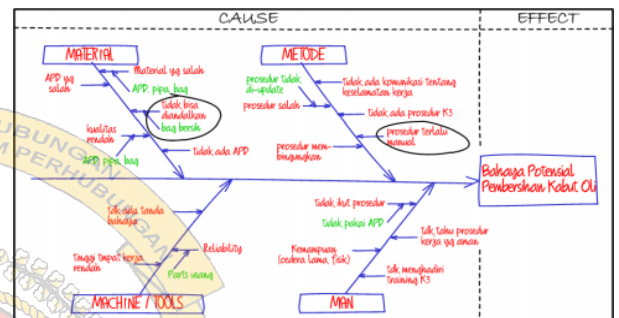 CAUSE
EFFECT
MATERIAL
METODE
Material yg salah
APD yg
salah
APD, pipa, bag
tidak bisa
diandalkan
bag bersih
kualitas
rendah
APD, pipa, bag
tidak ada APD
prosedur tidak
di-update
tidak ada komunikasi tentang
keselamatan kerja
prosedur salah
tidak ada prosedur K3
prosedur terlalu
manual
prosedur mem-
bingungkan
Bahaya Potensial
Pembershan Kabut Oli
tdk ada tanda
bahaya
tinggi tmpat kerja
rendah
Reliability
Parts usang
tidak ikut prosedur
tidak pakai APD
tdk tahu prosedur
kerja yg aman
Kemampuan
(cedera lama, fisik)
tdk menghadiri
training K3
MACHINE / TOOLS
MAN
HUBUNGAN
PERHUBUNGAN